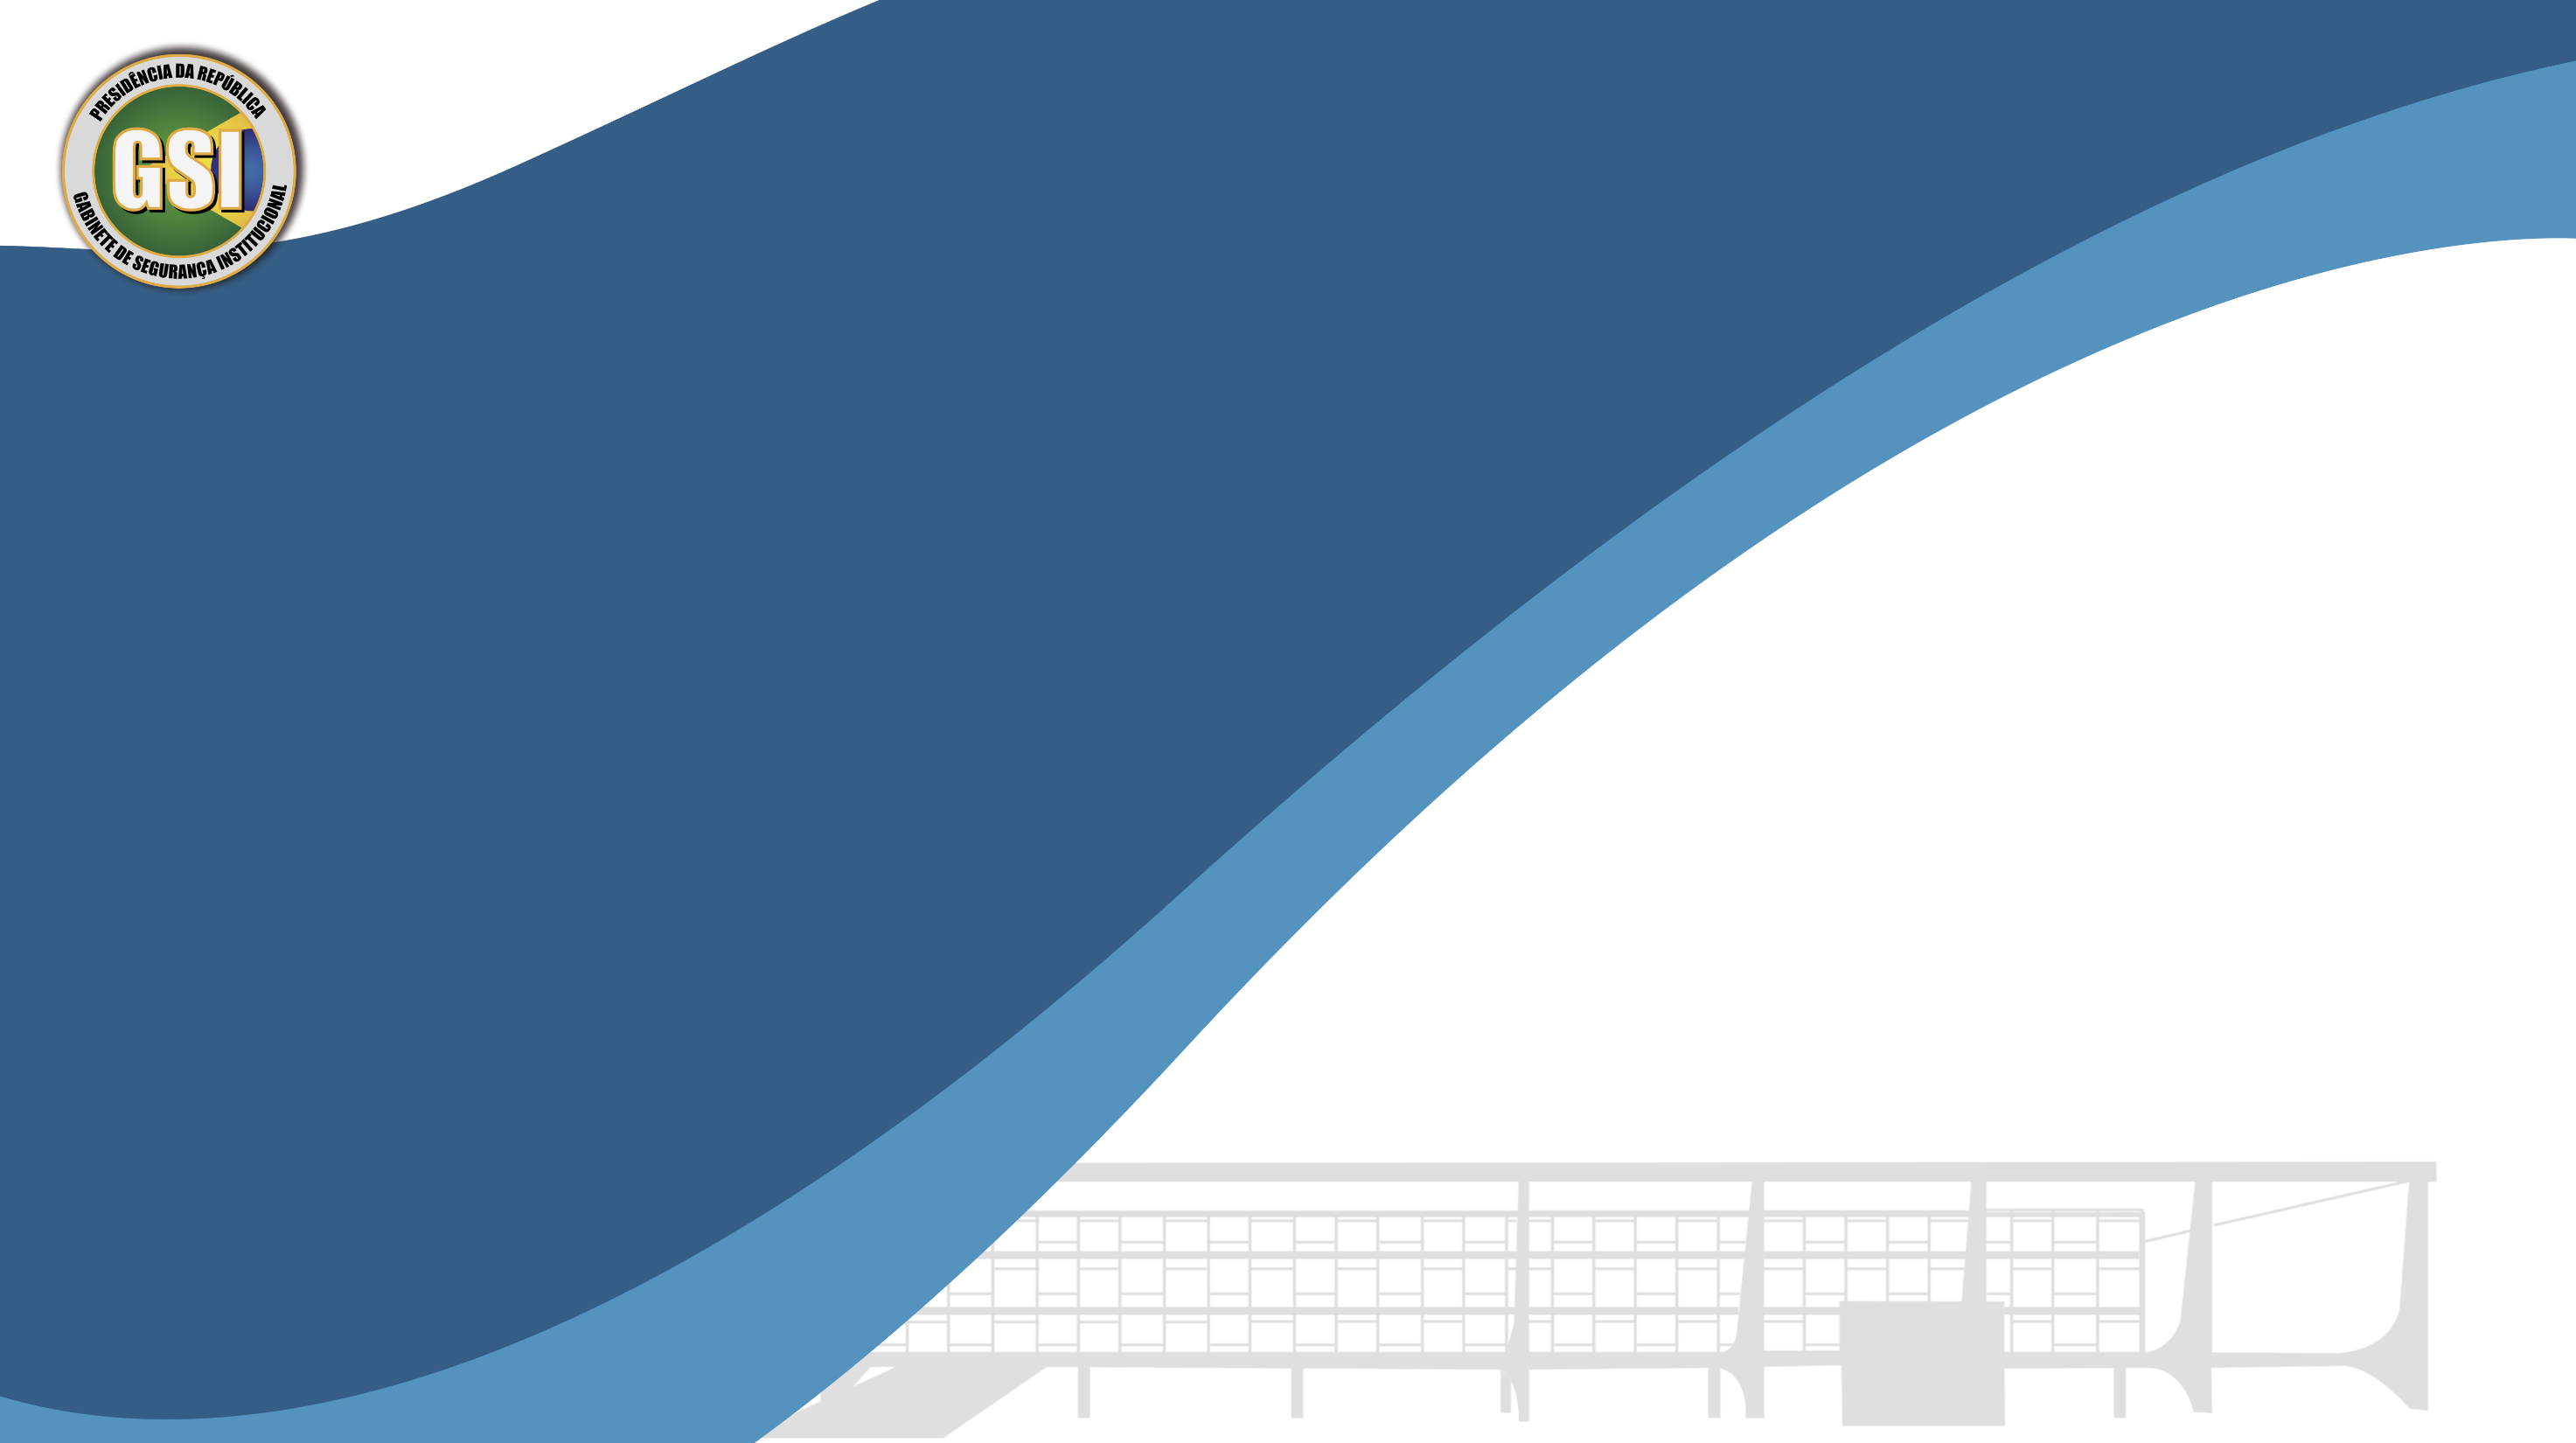 PRESIDÊNCIA DA REPÚBLICA
GSI
GABINETE DE SEGURANÇA INSTITUCIONAL